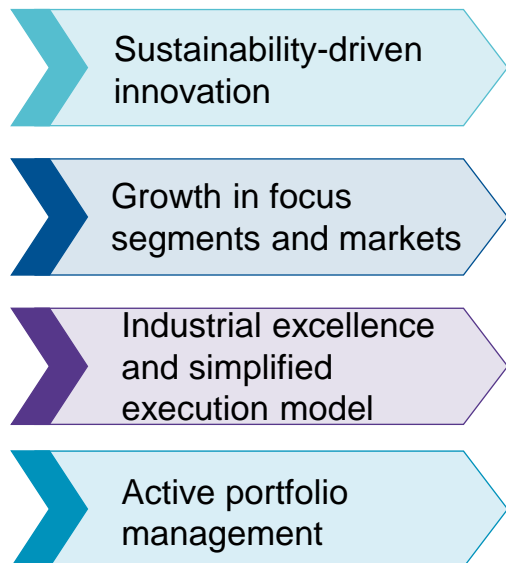 Sustainability-driven
innovation
Growth in focus
segments and markets
Industrial excellence
and simplified
execution model
Active portfolio
management